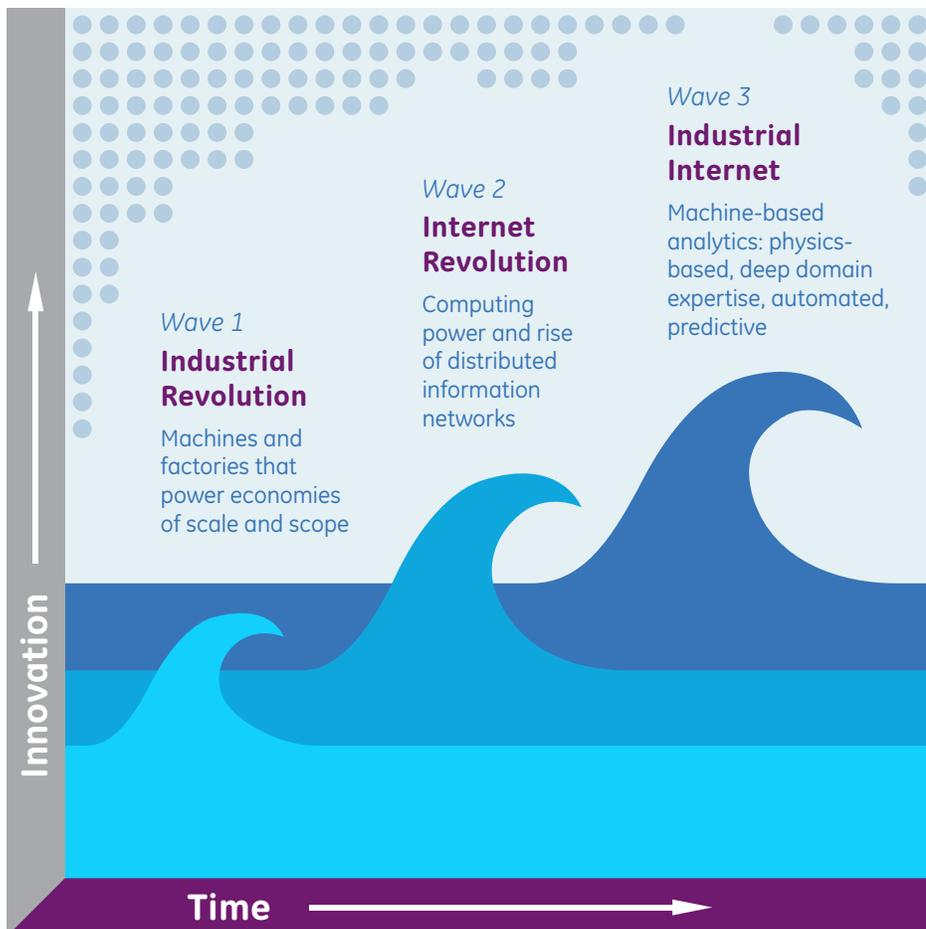 Wave 1
Industrial
Revolution
Machines and
factories that
power economies
of scale and scope
Wave 2
Internet
Revolution
Computing
power and rise
of distributed
information
networks
Wave 3
Industrial
Internet
Machine-based
analytics: physics-
based, deep domain
expertise, automated,
predictive
Innovation
Time